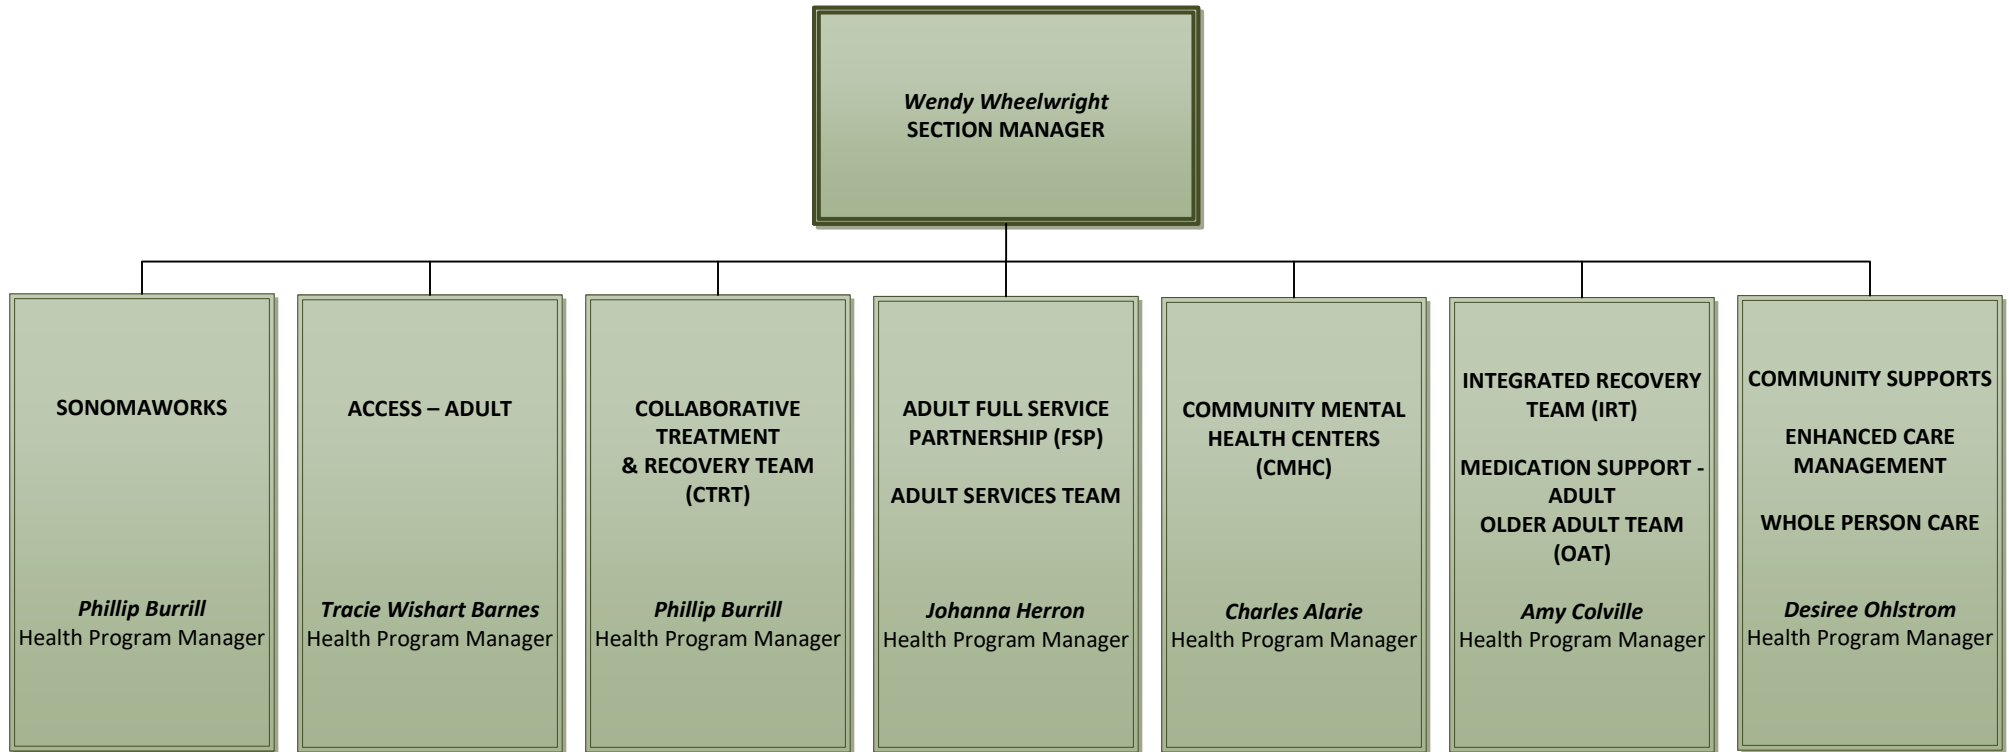 Wendy Wheelwright
SECTION MANAGER
SONOMAWORKS
Phillip Burrill
Health Program Manager
ACCESS – ADULT
Tracie Wishart Barnes
Health Program Manager
COLLABORATIVE
TREATMENT
& RECOVERY TEAM
(CTRT)
Phillip Burrill
Health Program Manager
ADULT FULL SERVICE
PARTNERSHIP (FSP)
ADULT SERVICES TEAM
Johanna Herron
Health Program Manager
COMMUNITY MENTAL
HEALTH CENTERS
(CMHC)
Charles Alarie
Health Program Manager
INTEGRATED RECOVERY
TEAM (IRT)
MEDICATION SUPPORT -
ADULT
OLDER ADULT TEAM
(OAT)
Amy Colville
Health Program Manager
COMMUNITY SUPPORTS
ENHANCED CARE
MANAGEMENT
WHOLE PERSON CARE
Desiree Ohlstrom
Health Program Manager